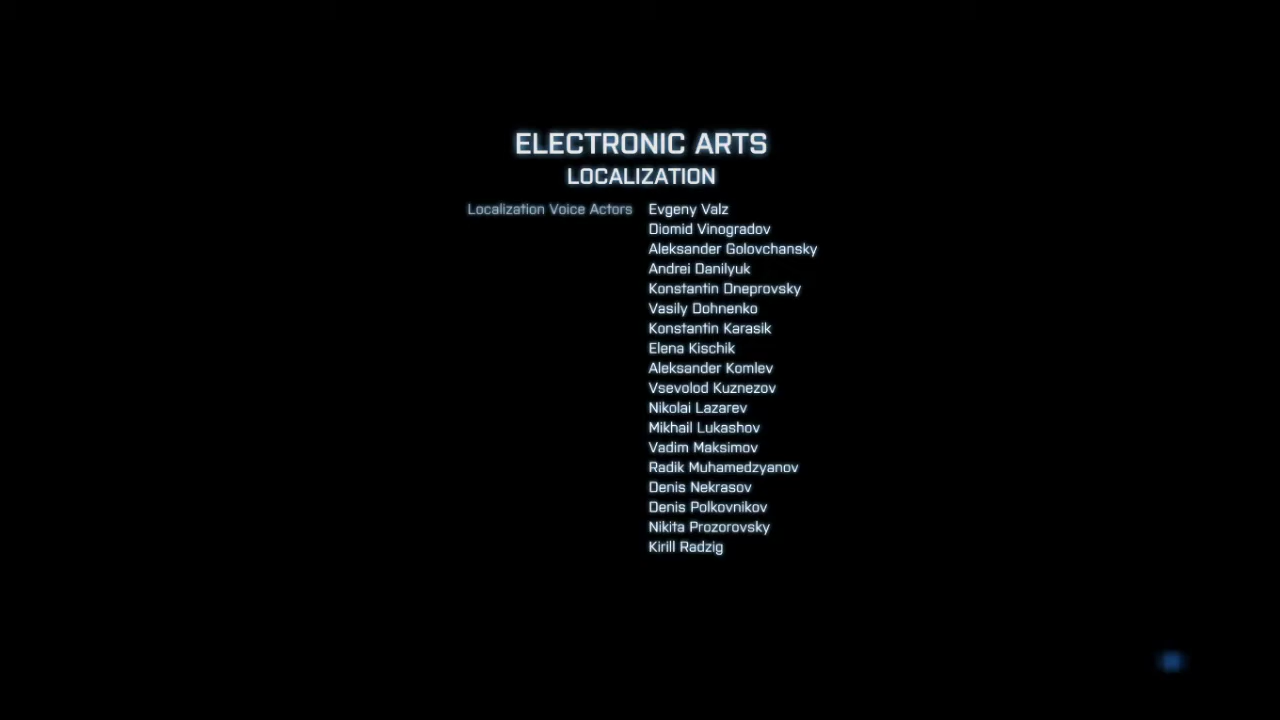 ELECTRONIC ARTS
LOCALIZATION
Localization Voice Actors Evgeny Valz
Diomid Vinogradov
Aleksander Golovchansky
Andrei Danilyuk
Konstantin Dneprovsky
Vasily Dohnenko
Konstantin Karasik
Elena Kischik
Aleksander Komlev
Vsevolod Kuznezov
Nikolai Lazarev
Mikhail Lukashov
Vadim Maksimov
Radik Muhamedzyanov
Denis Nekrasov
Denis Polkovnikov
Nikita Prozorovsky
Kirill Radzig